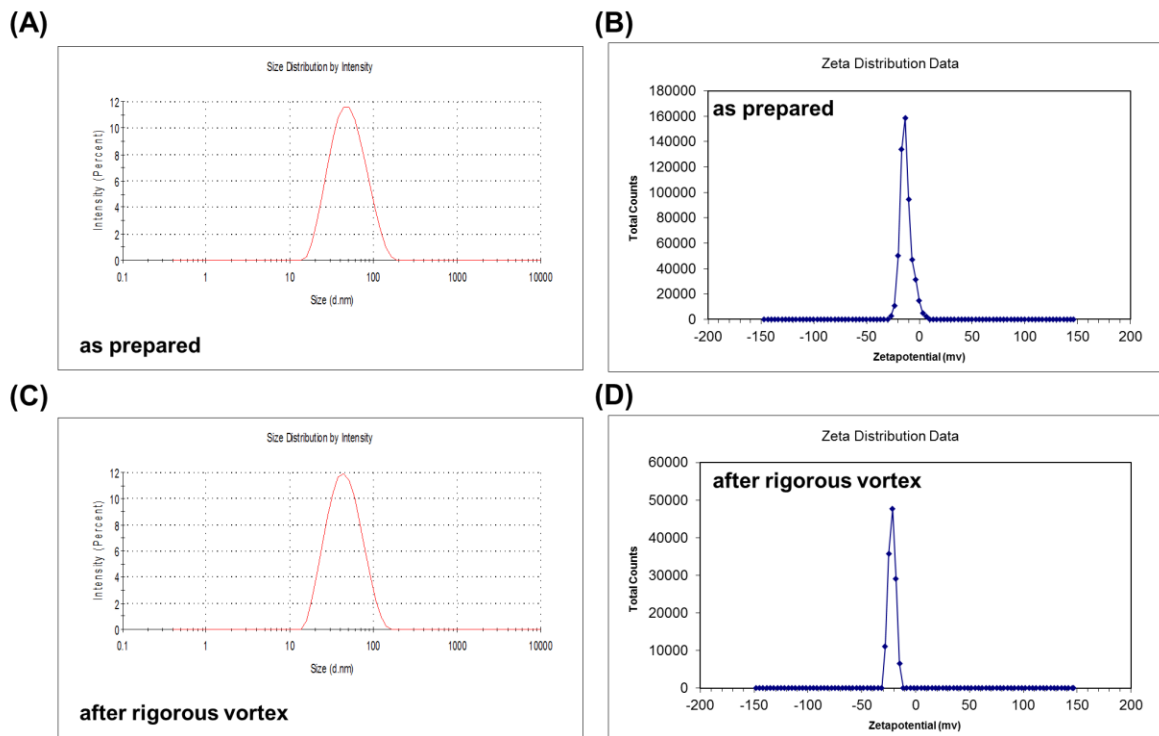 (A)
Size Distribution by Intensity
Intensity (Percent)
12
10
8
6
4
2
0
0.1 1 10 100 1000 10000
Size (d.nm)
as prepared
(B)
Zeta Distribution Data
as prepared
Total Counts
180000
160000
140000
120000
100000
80000
60000
40000
20000
0
-200 -150 -100 -50 0 50 100 150 200
Zetapotential (mv)
(C)
Size Distribution by Intensity
Intensity (Percent)
12
10
8
6
4
2
0
0.1 1 10 100 1000 10000
Size (d.nm)
after rigorous vortex
(D)
Zeta Distribution Data
after rigorous vortex
Total Counts
60000
50000
40000
30000
20000
10000
0
-200 -150 -100 -50 0 50 100 150 200
Zetapotential (mv)